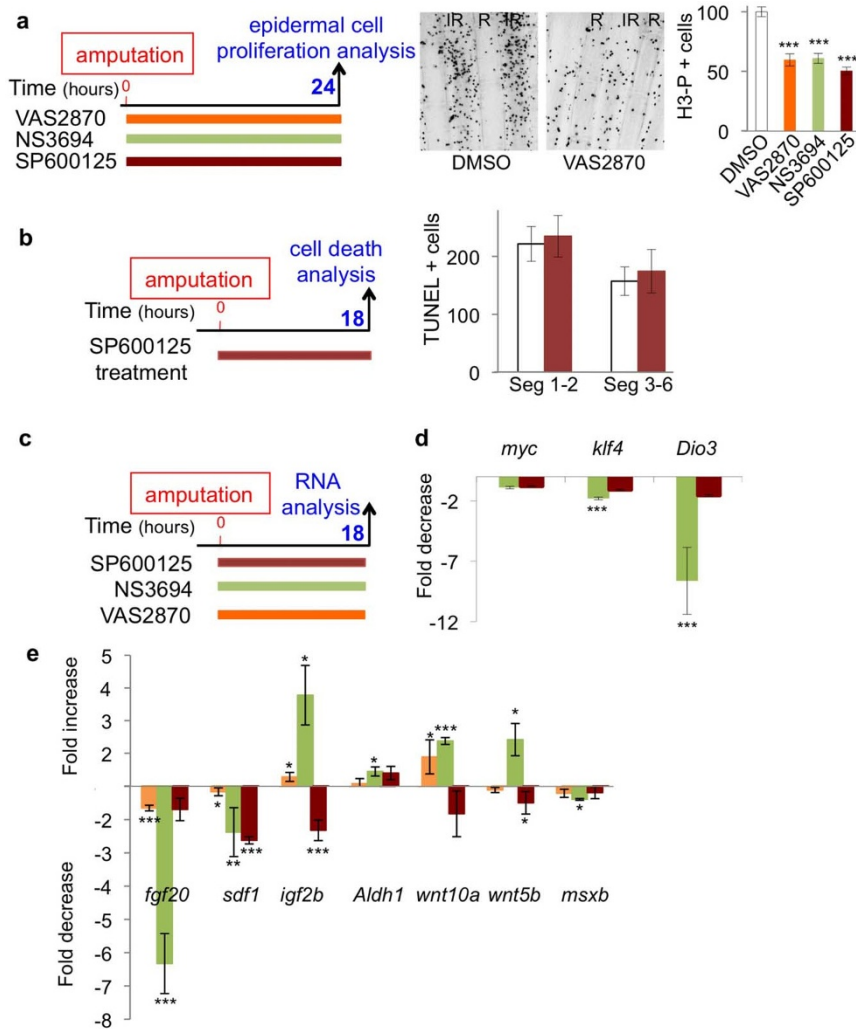 a
amputation
epidermal cell
proliferation analysis
Time (hours)
0
24
VAS2870
NS3694
SP600125
IR R IR
DMSO
R IR R
VAS2870
H3-P + cells
100
50
0
***
***
***
DMSO
VAS2870
NS3694
SP600125
b
amputation
cell death
analysis
Time (hours)
0
18
SP600125
treatment
TUNEL + cells
200
100
0
Seg 1-2
Seg 3-6
c
amputation
RNA
analysis
Time (hours)
0
18
SP600125
NS3694
VAS2870
d
myc
klf4
Dio3
Fold decrease
-2
-7
-12
***
***
e
Fold increase
5
4
3
2
Fold decrease
-2
-3
-4
-5
-6
-7
-8
***
***
*
**
***
*
*
***
*
*
***
*
*
*
fgf20
sdf1
igf2b
Aldh1
wnt10a
wnt5b
msxb